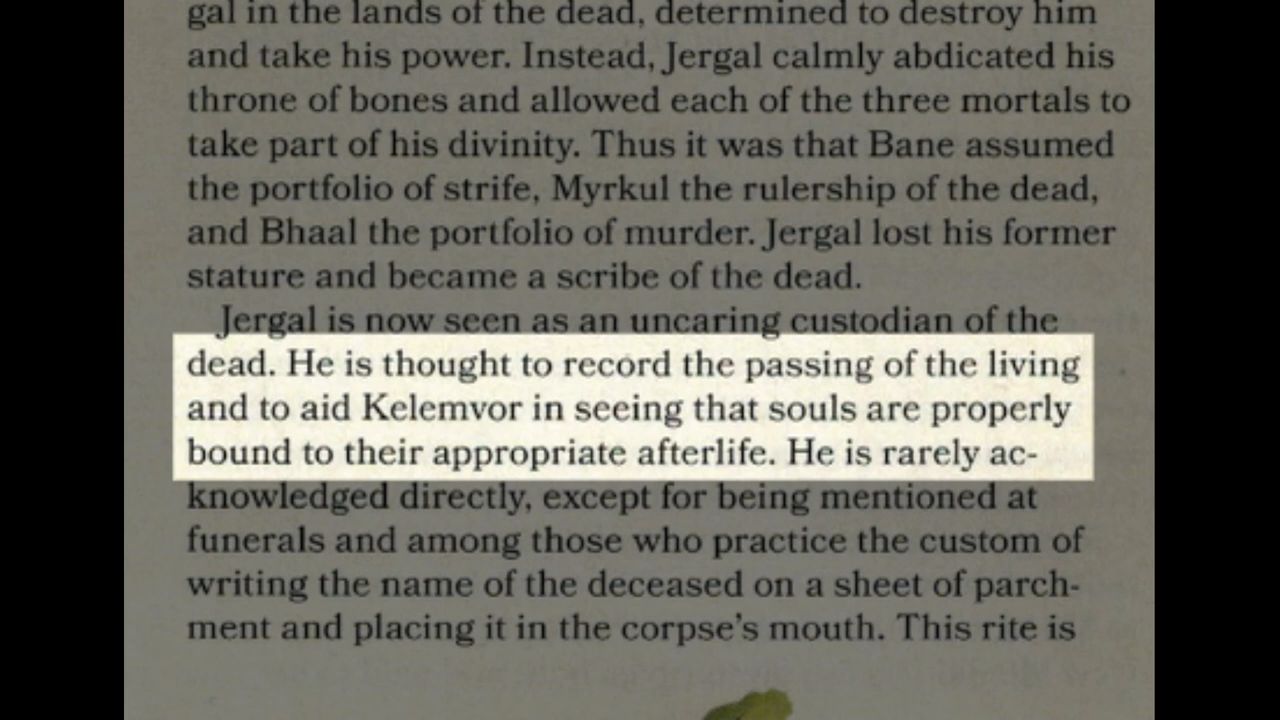 gal in the lands of the dead, determined to destroy him
and take his power. Instead, Jergal calmly abdicated his
throne of bones and allowed each of the three mortals to
take part of his divinity. Thus it was that Bane assumed
the portfolio of strife, Myrkul the rulership of the dead,
and Bhaal the portfolio of murder. Jergal lost his former
stature and became a scribe of the dead.
Jergal is now seen as an uncaring custodian of the
dead. He is thought to record the passing of the living
and to aid Kelemvor in seeing that souls are properly
bound to their appropriate afterlife. He is rarely ac-
knowledged directly, except for being mentioned at
funerals and among those who practice the custom of
writing the name of the deceased on a sheet of parch-
ment and placing it in the corpse's mouth. This rite is